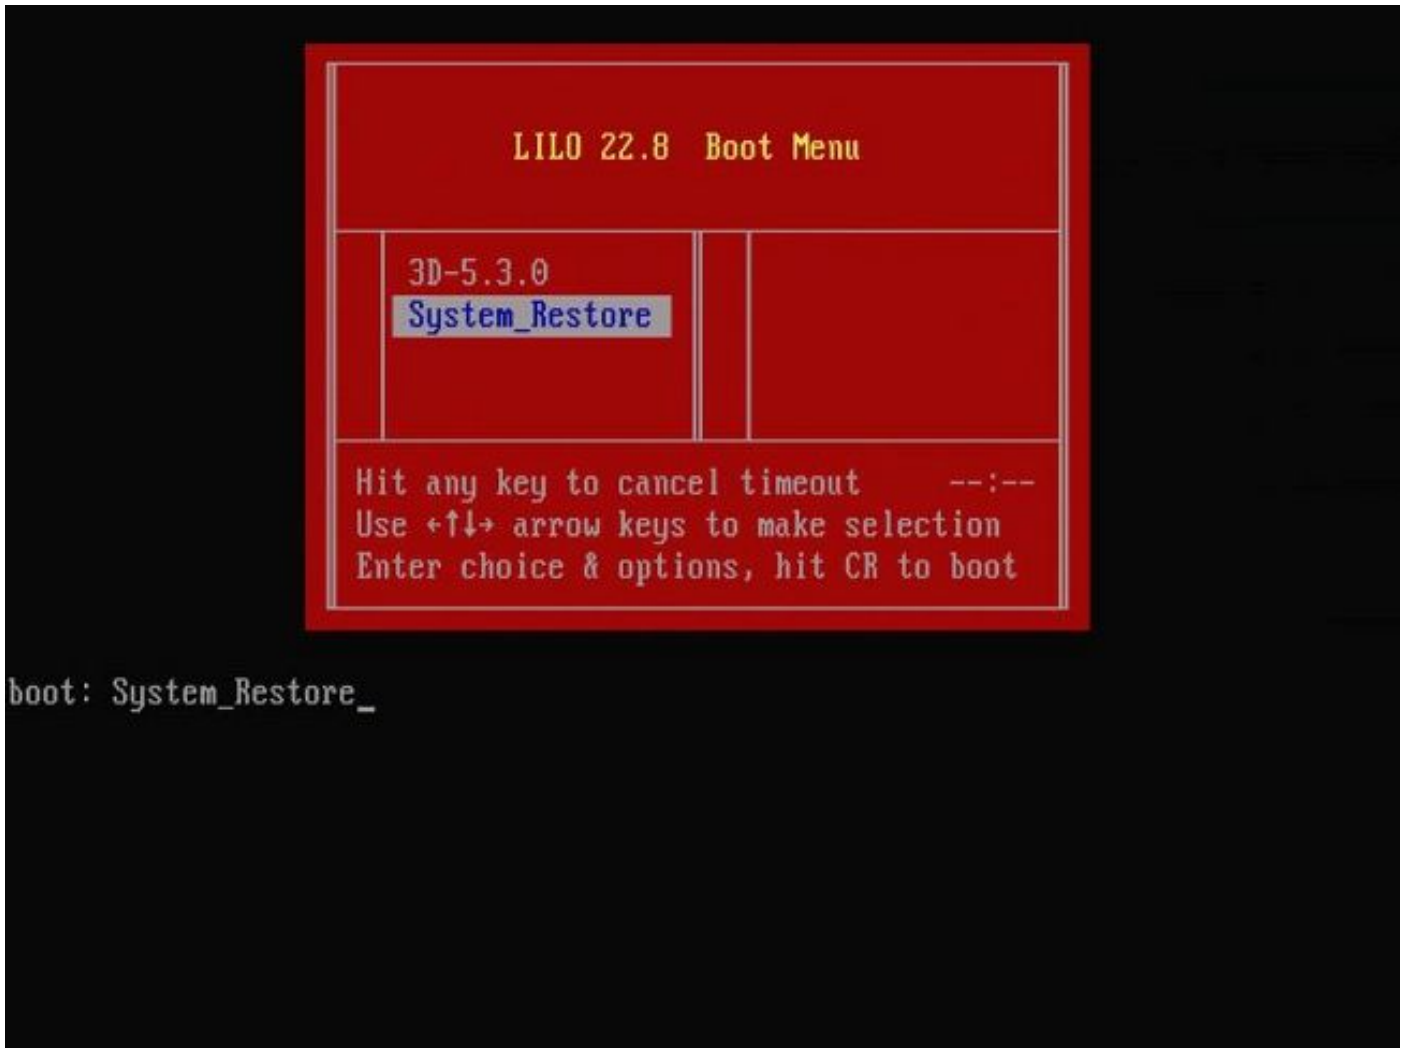 LILO 22.8  Boot Menu
3D-5.3.0
System_Restore
Hit any key to cancel timeout     --:--
Use ←↑↓→ arrow keys to make selection
Enter choice & options, hit CR to boot
boot: System_Restore_